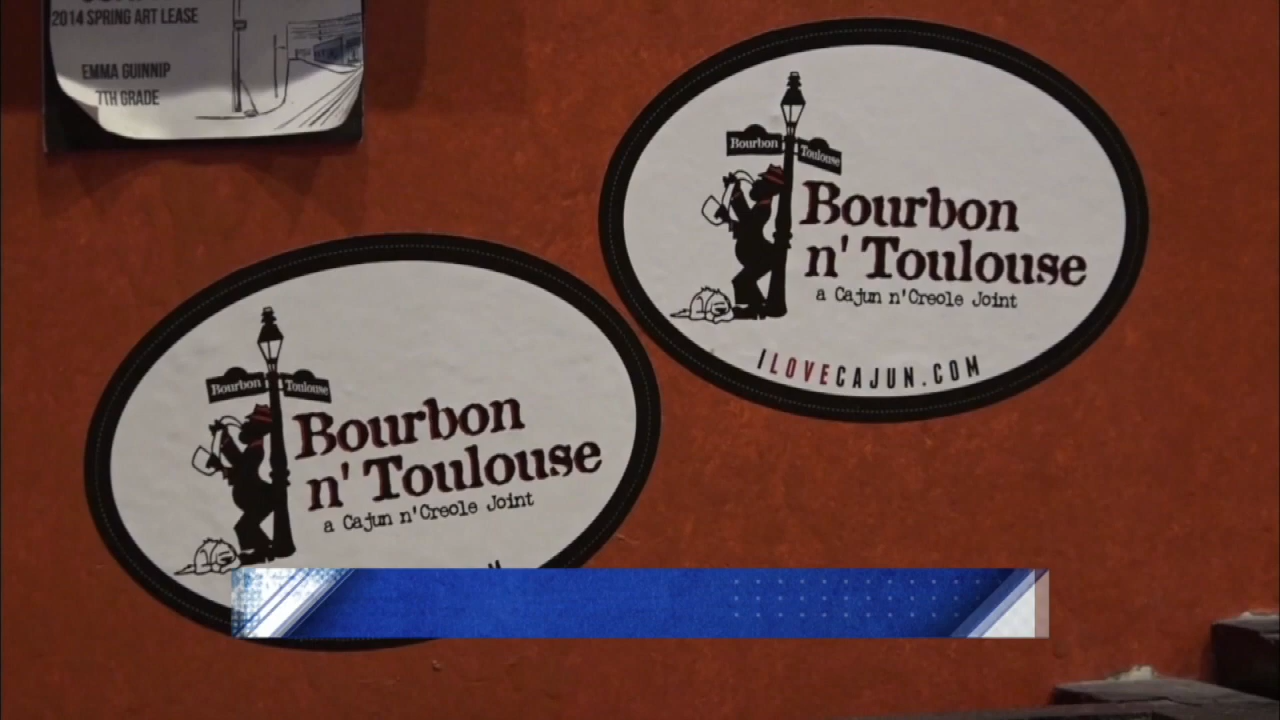 2014 SPRING ART LEASE
EMMA GUINNIP
7TH GRADE
Bourbon
Toulouse
Bourbon
n' Toulouse
a Cajun n'Creole Joint
ILOVECAJUN.COM
Bourbon
Toulouse
Bourbon
n' Toulouse
a Cajun n'Creole Joint